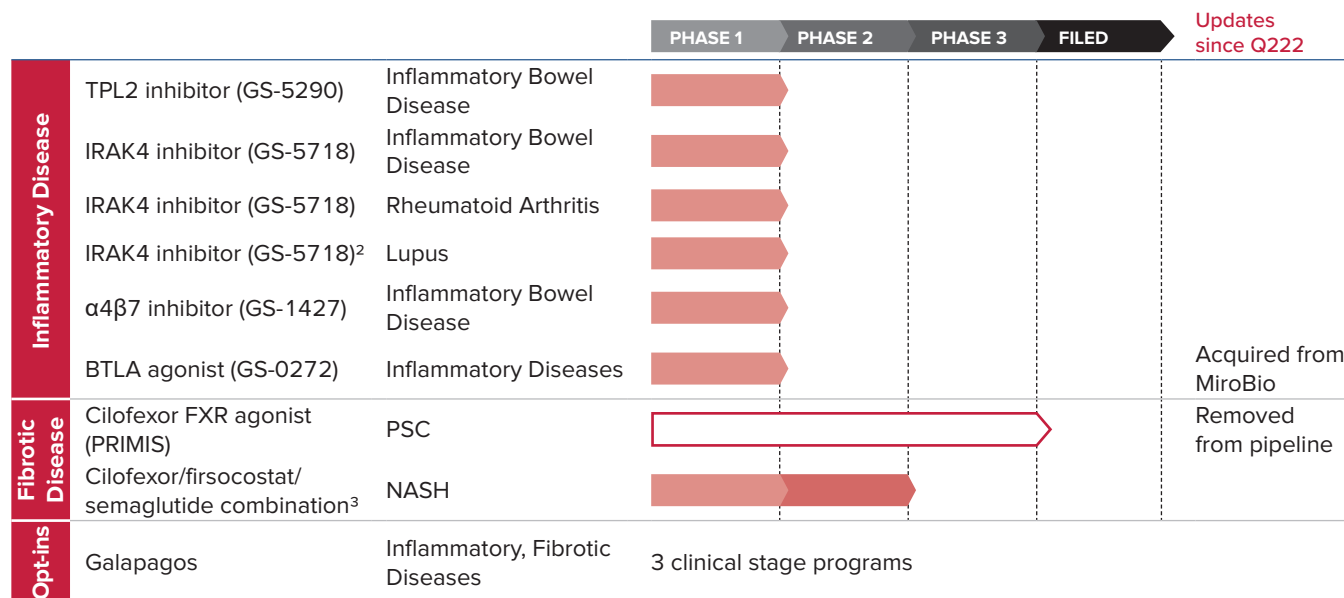 PHASE 1 PHASE 2 PHASE 3 FILED
Updates
since Q222
Inflammatory Disease
TPL2 inhibitor (GS-5290)
Inflammatory Bowel
Disease
IRAK4 inhibitor (GS-5718)
Inflammatory Bowel
Disease
IRAK4 inhibitor (GS-5718)
Rheumatoid Arthritis
IRAK4 inhibitor (GS-5718)²
Lupus
α4β7 inhibitor (GS-1427)
Inflammatory Bowel
Disease
BTLA agonist (GS-0272)
Inflammatory Diseases
Acquired from
MiroBio
Fibrotic
Disease
Cilofexor FXR agonist
(PRIMIS)
PSC
Removed
from pipeline
Cilofexor/firsocostat/
semaglutide combination³
NASH
Opt-ins
Galapagos
Inflammatory, Fibrotic
Diseases
3 clinical stage programs